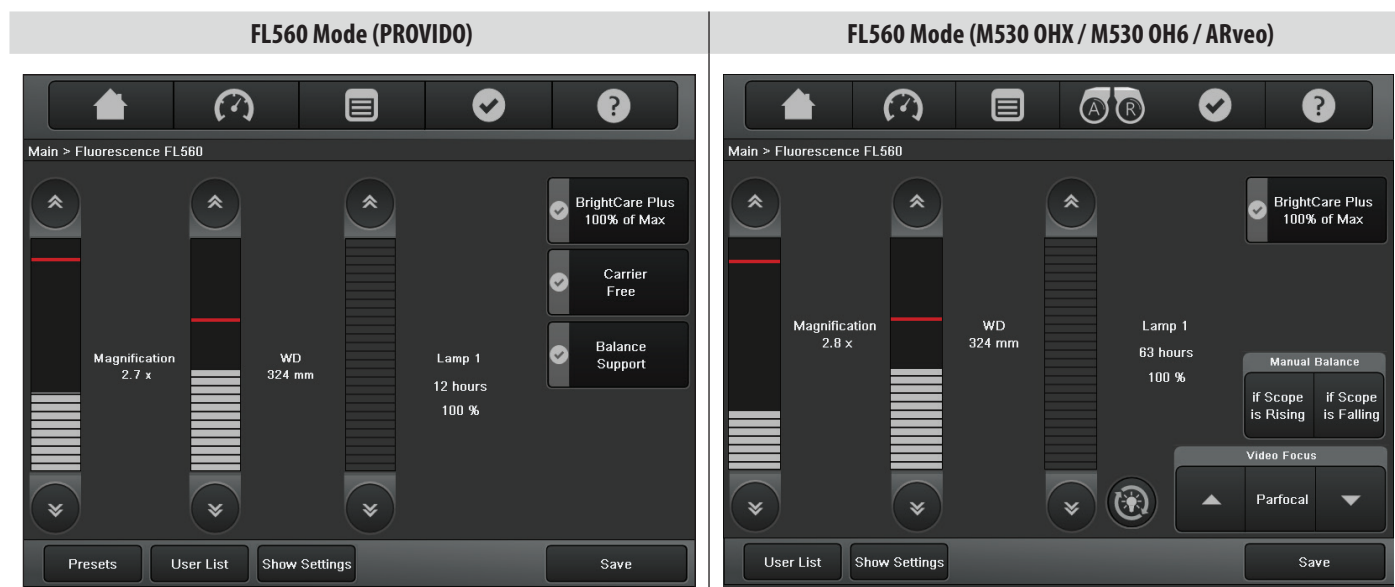 FL560 Mode (PROVIDO)
?
Main > Fluorescence FL560
BrightCare Plus
100% of Max
Carrier
Free
Balance
Support
Magnification
2.7 x
WD
324 mm
Lamp 1
12 hours
100 %
Presets
User List
Show Settings
Save
FL560 Mode (M530 OHX / M530 OH6 / ARveo)
A
R
?
Main > Fluorescence FL560
BrightCare Plus
100% of Max
Magnification
2.8 x
WD
324 mm
Lamp 1
63 hours
100 %
Manual Balance
if Scope
is Rising
if Scope
is Falling
Video Focus
Parfocal
User List
Show Settings
Save